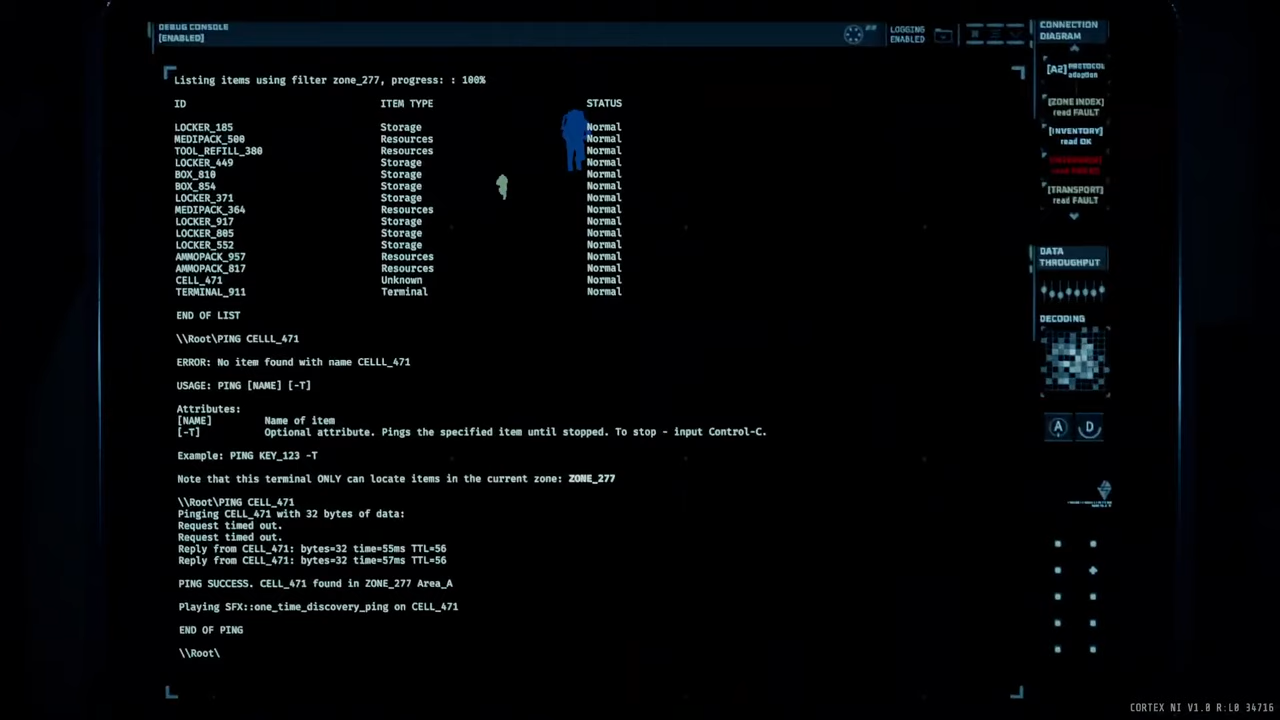 DEBUG CONSOLE
[ENABLED]
LOGGING
ENABLED
Listing items using filter zone_277, progress: : 100%
ID ITEM TYPE STATUS
LOCKER_185 Storage Normal
MEDIPACK_500 Resources Normal
TOOL_REFILL_380 Resources Normal
LOCKER_449 Storage Normal
BOX_810 Storage Normal
BOX_854 Storage Normal
LOCKER_371 Storage Normal
MEDIPACK_364 Resources Normal
LOCKER_917 Storage Normal
LOCKER_805 Storage Normal
LOCKER_552 Storage Normal
AMMOPACK_957 Resources Normal
AMMOPACK_817 Resources Normal
CELL_471 Unknown Normal
TERMINAL_911 Terminal Normal
END OF LIST
\\Root\PING CELLL_471
ERROR: No item found with name CELLL_471
USAGE: PING [NAME] [-T]
Attributes:
[NAME] Name of item
[-T] Optional attribute. Pings the specified item until stopped. To stop - input Control-C.
Example: PING KEY_123 -T
Note that this terminal ONLY can locate items in the current zone: ZONE_277
\\Root\PING CELL_471
Pinging CELL_471 with 32 bytes of data:
Request timed out.
Request timed out.
Reply from CELL_471: bytes=32 time=55ms TTL=56
Reply from CELL_471: bytes=32 time=57ms TTL=56
PING SUCCESS. CELL_471 found in ZONE_277 Area_A
Playing SFX::one_time_discovery_ping on CELL_471
END OF PING
\\Root\
CONNECTION
DIAGRAM
[A2] PROTOCOL
adaption
[ZONE INDEX]
read FAULT
[INVENTORY]
read OK
[TRANSPORT]
read FAULT
DATA
THROUGHPUT
DECODING
A D
CORTEX NI V1.0 R:L0 34716